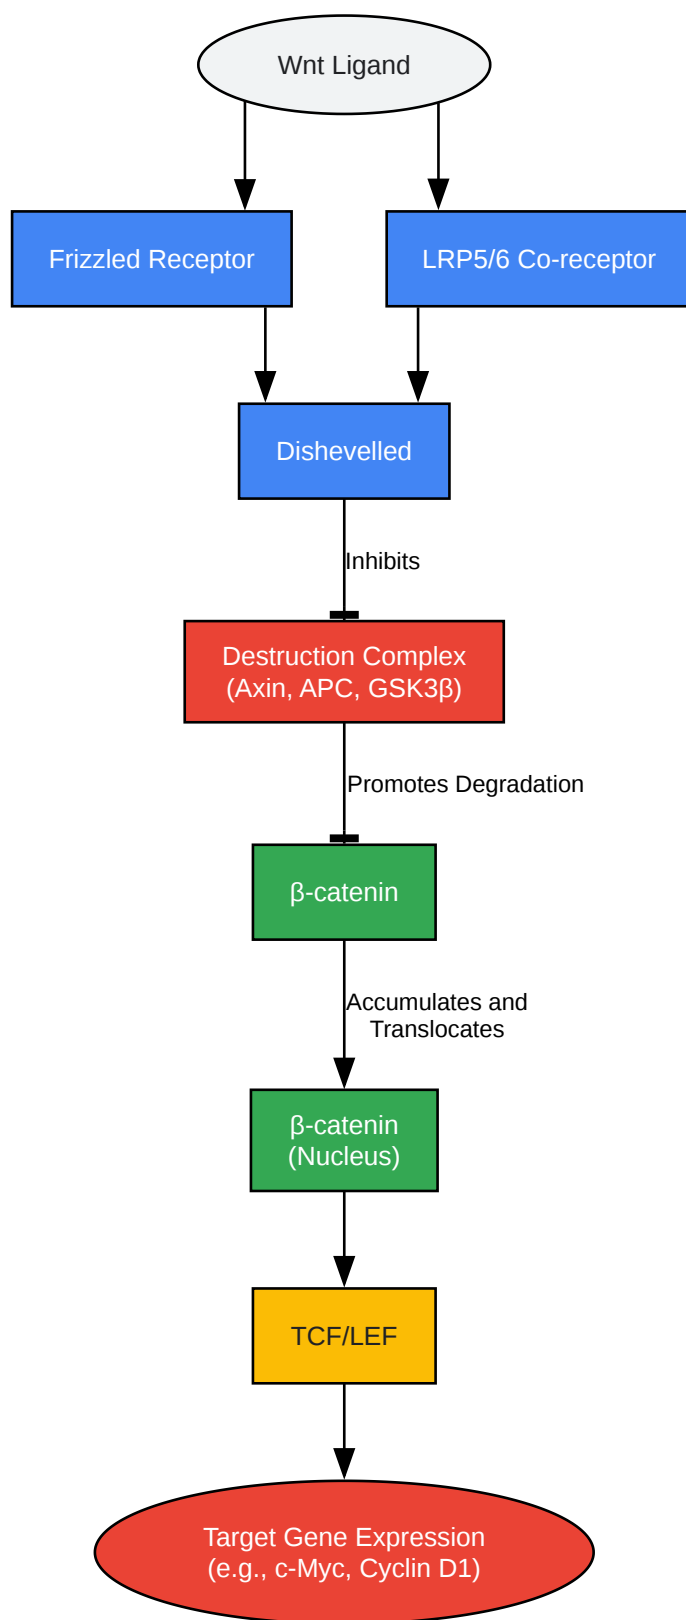 Wnt Ligand
Frizzled Receptor
LRP5/6 Co-receptor
Dishevelled
Inhibits
Destruction Complex
(Axin, APC, GSK3β)
Promotes Degradation
β-catenin
Accumulates and
Translocates
β-catenin
(Nucleus)
TCF/LEF
Target Gene Expression
(e.g., c-Myc, Cyclin D1)